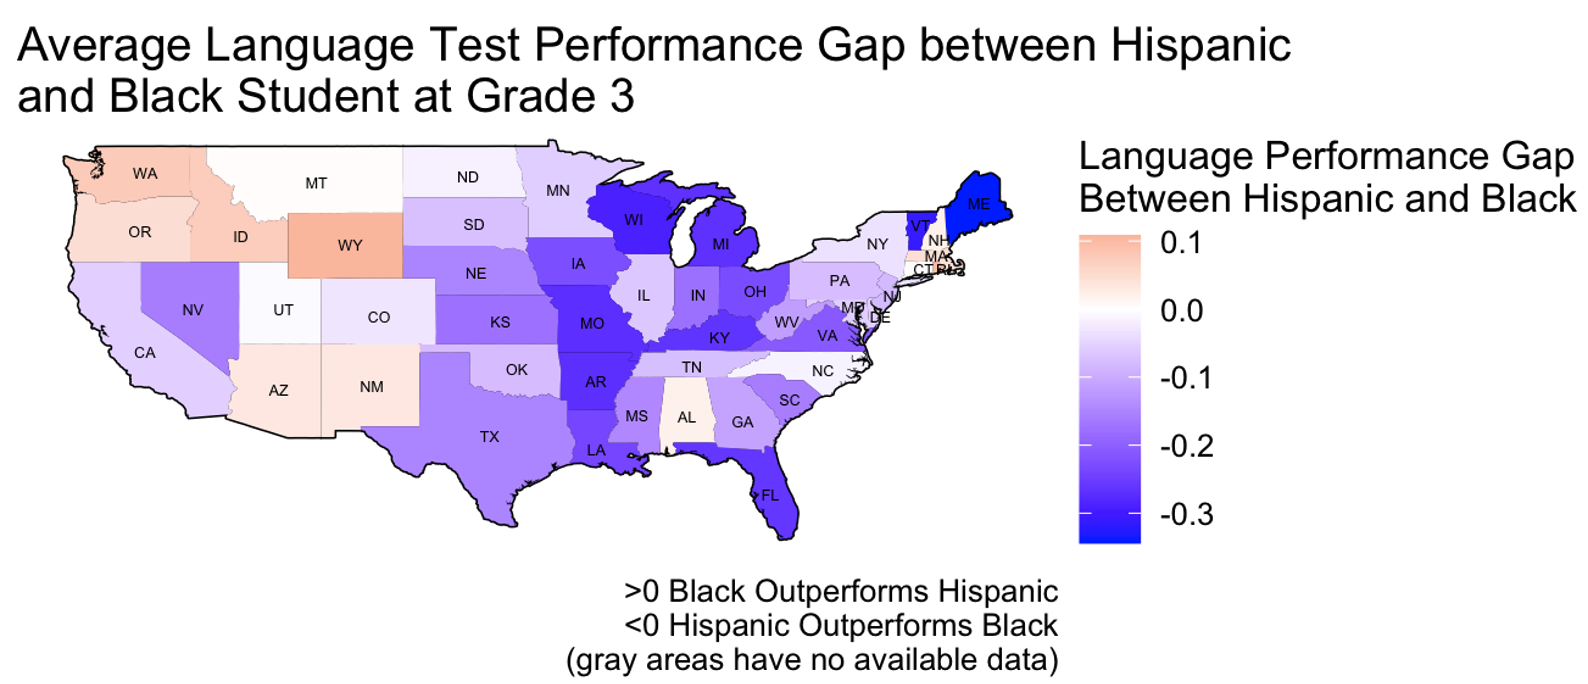 Average Language Test Performance Gap between Hispanic
and Black Student at Grade 3
Language Performance Gap
Between Hispanic and Black
0.1
0.0
-0.1
-0.2
-0.3
WA
MT
ND
MN
ME
OR
ID
WY
SD
WI
MI
VT
NH
NY
MA
CT
RI
NE
IA
PA
NV
UT
CO
KS
IL
IN
OH
NJ
MD
DE
MO
WV
KY
VA
CA
AZ
NM
OK
AR
TN
NC
TX
MS
AL
GA
SC
LA
FL
>0 Black Outperforms Hispanic
<0 Hispanic Outperforms Black
(gray areas have no available data)